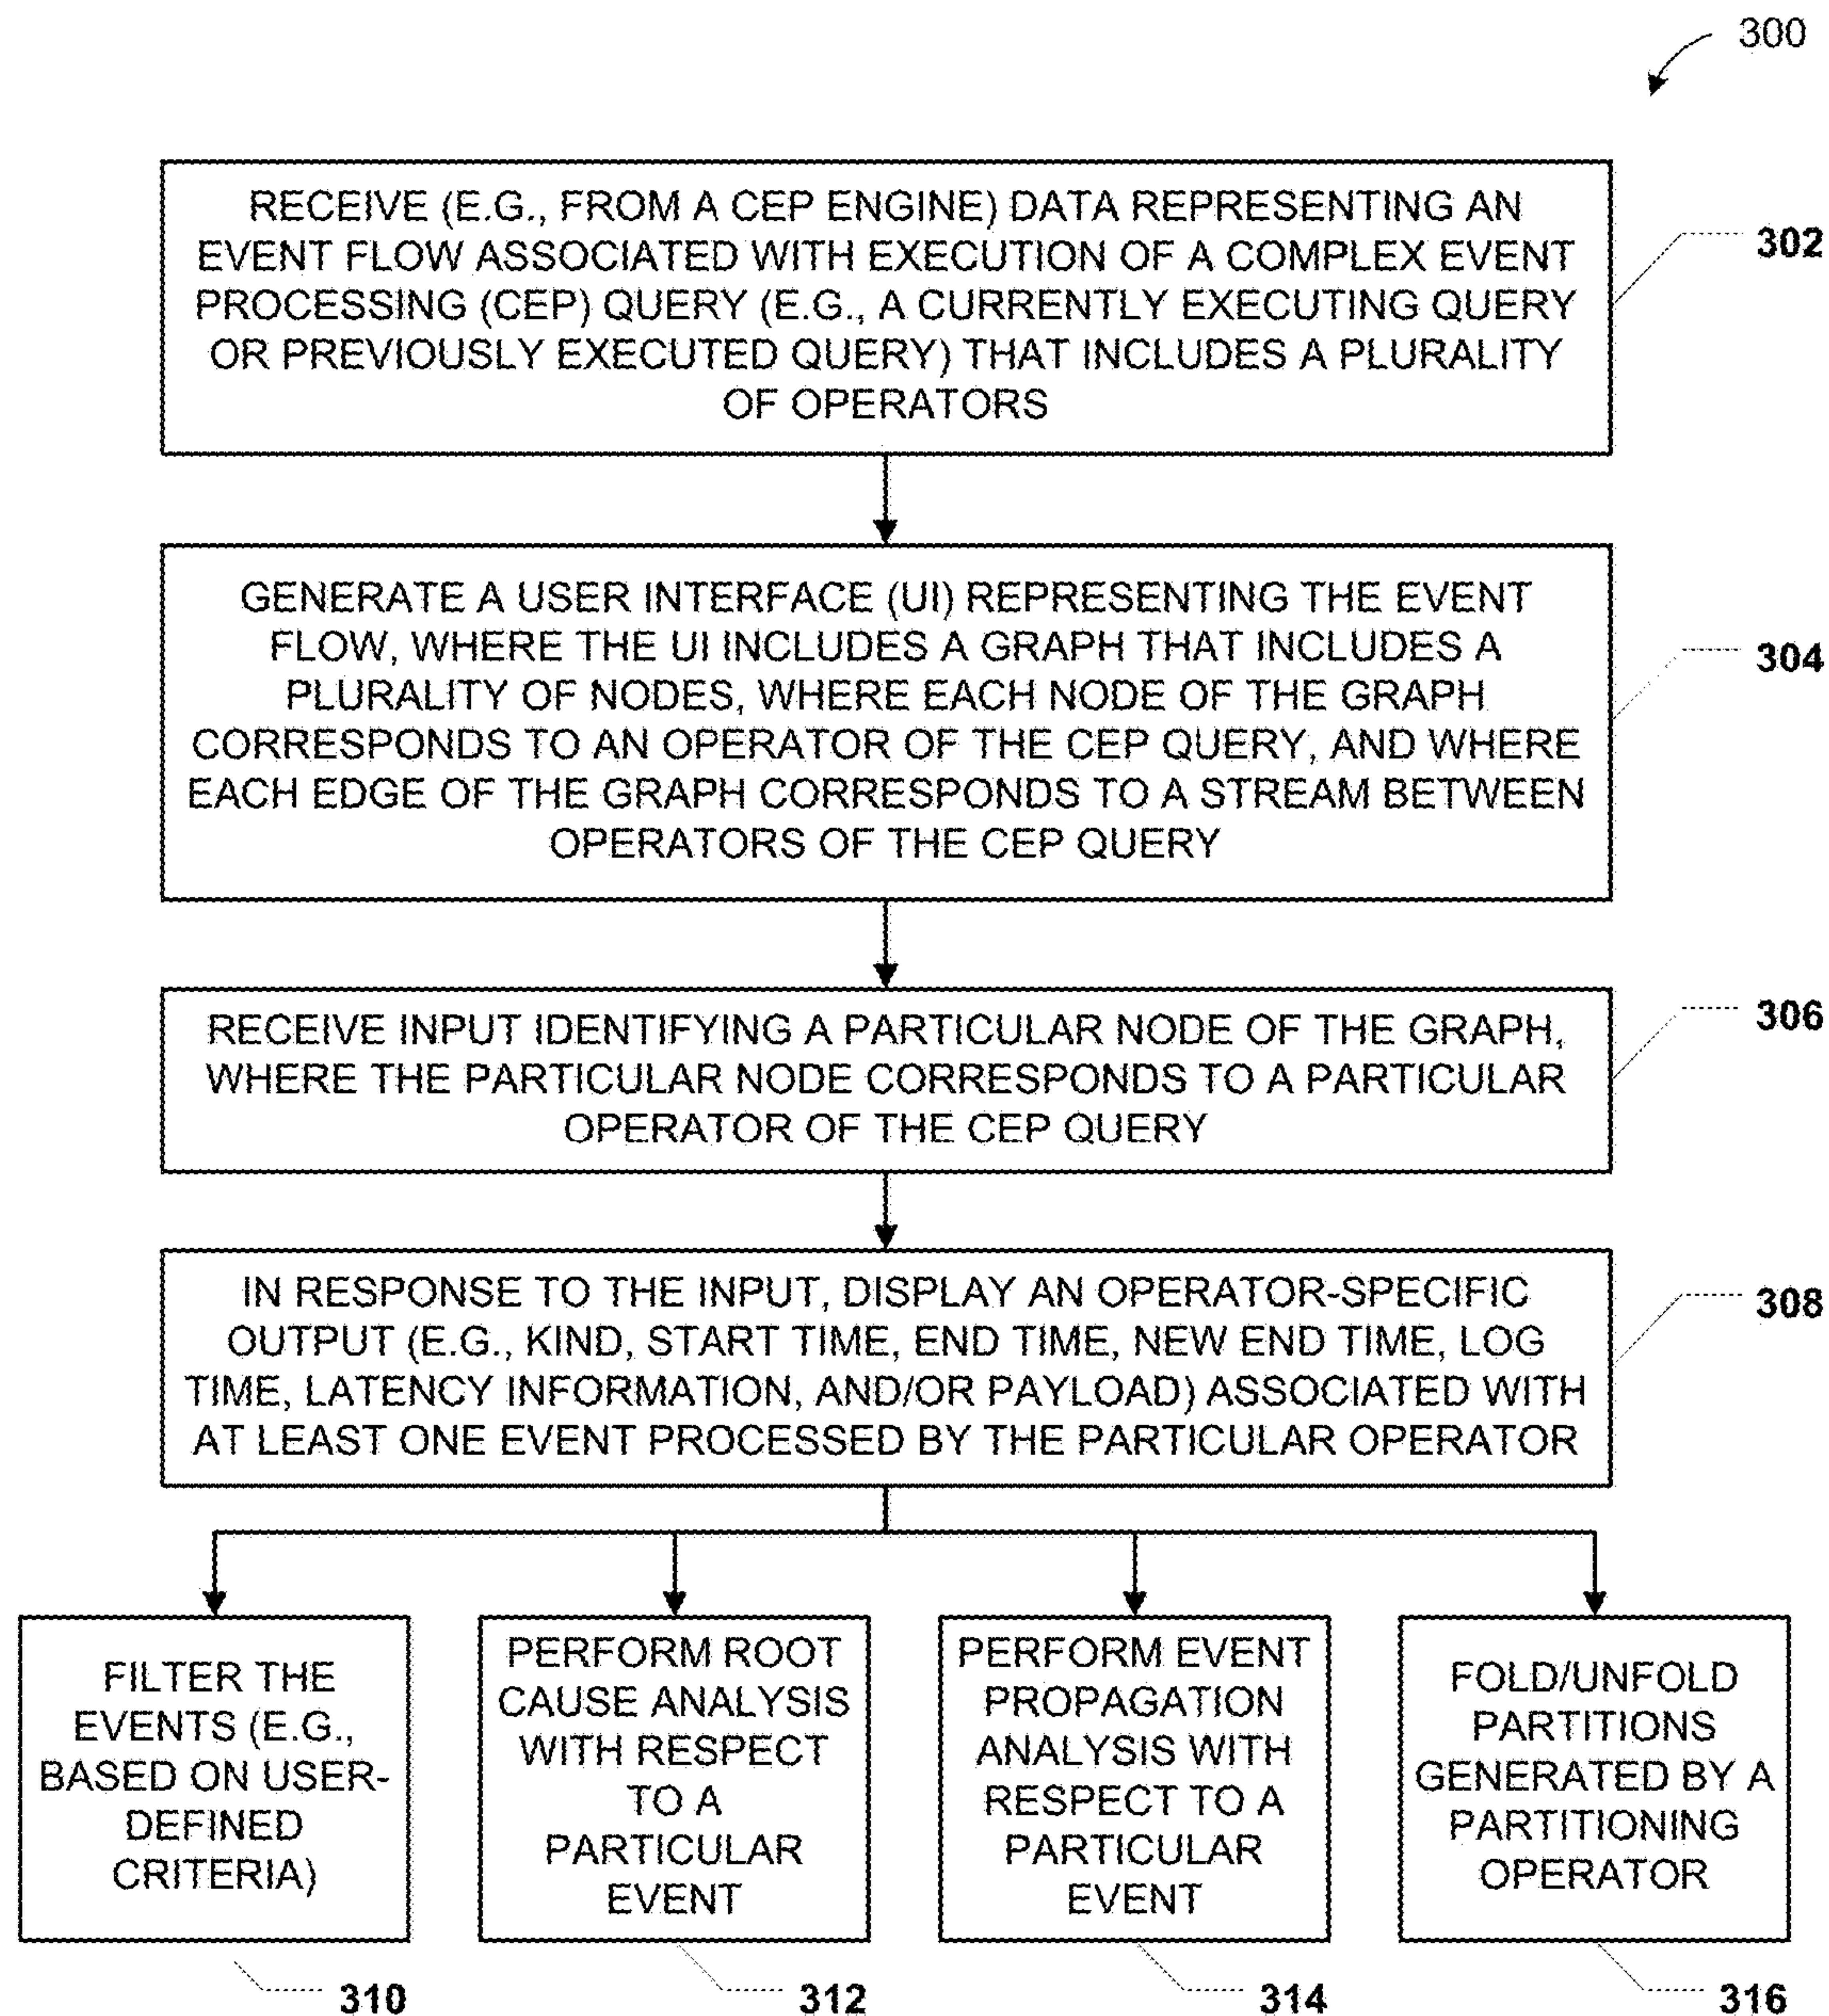 300
RECEIVE (E.G., FROM A CEP ENGINE) DATA REPRESENTING AN
EVENT FLOW ASSOCIATED WITH EXECUTION OF A COMPLEX EVENT
PROCESSING (CEP) QUERY (E.G., A CURRENTLY EXECUTING QUERY
OR PREVIOUSLY EXECUTED QUERY) THAT INCLUDES A PLURALITY
OF OPERATORS
302
GENERATE A USER INTERFACE (UI) REPRESENTING THE EVENT
FLOW, WHERE THE UI INCLUDES A GRAPH THAT INCLUDES A
PLURALITY OF NODES, WHERE EACH NODE OF THE GRAPH
CORRESPONDS TO AN OPERATOR OF THE CEP QUERY, AND WHERE
EACH EDGE OF THE GRAPH CORRESPONDS TO A STREAM BETWEEN
OPERATORS OF THE CEP QUERY
304
RECEIVE INPUT IDENTIFYING A PARTICULAR NODE OF THE GRAPH,
WHERE THE PARTICULAR NODE CORRESPONDS TO A PARTICULAR
OPERATOR OF THE CEP QUERY
306
IN RESPONSE TO THE INPUT, DISPLAY AN OPERATOR-SPECIFIC
OUTPUT (E.G., KIND, START TIME, END TIME, NEW END TIME, LOG
TIME, LATENCY INFORMATION, AND/OR PAYLOAD) ASSOCIATED WITH
AT LEAST ONE EVENT PROCESSED BY THE PARTICULAR OPERATOR
308
FILTER THE
EVENTS (E.G.,
BASED ON USER-
DEFINED
CRITERIA)
310
PERFORM ROOT
CAUSE ANALYSIS
WITH RESPECT
TO A
PARTICULAR
EVENT
312
PERFORM EVENT
PROPAGATION
ANALYSIS WITH
RESPECT TO A
PARTICULAR
EVENT
314
FOLD/UNFOLD
PARTITIONS
GENERATED BY A
PARTITIONING
OPERATOR
316